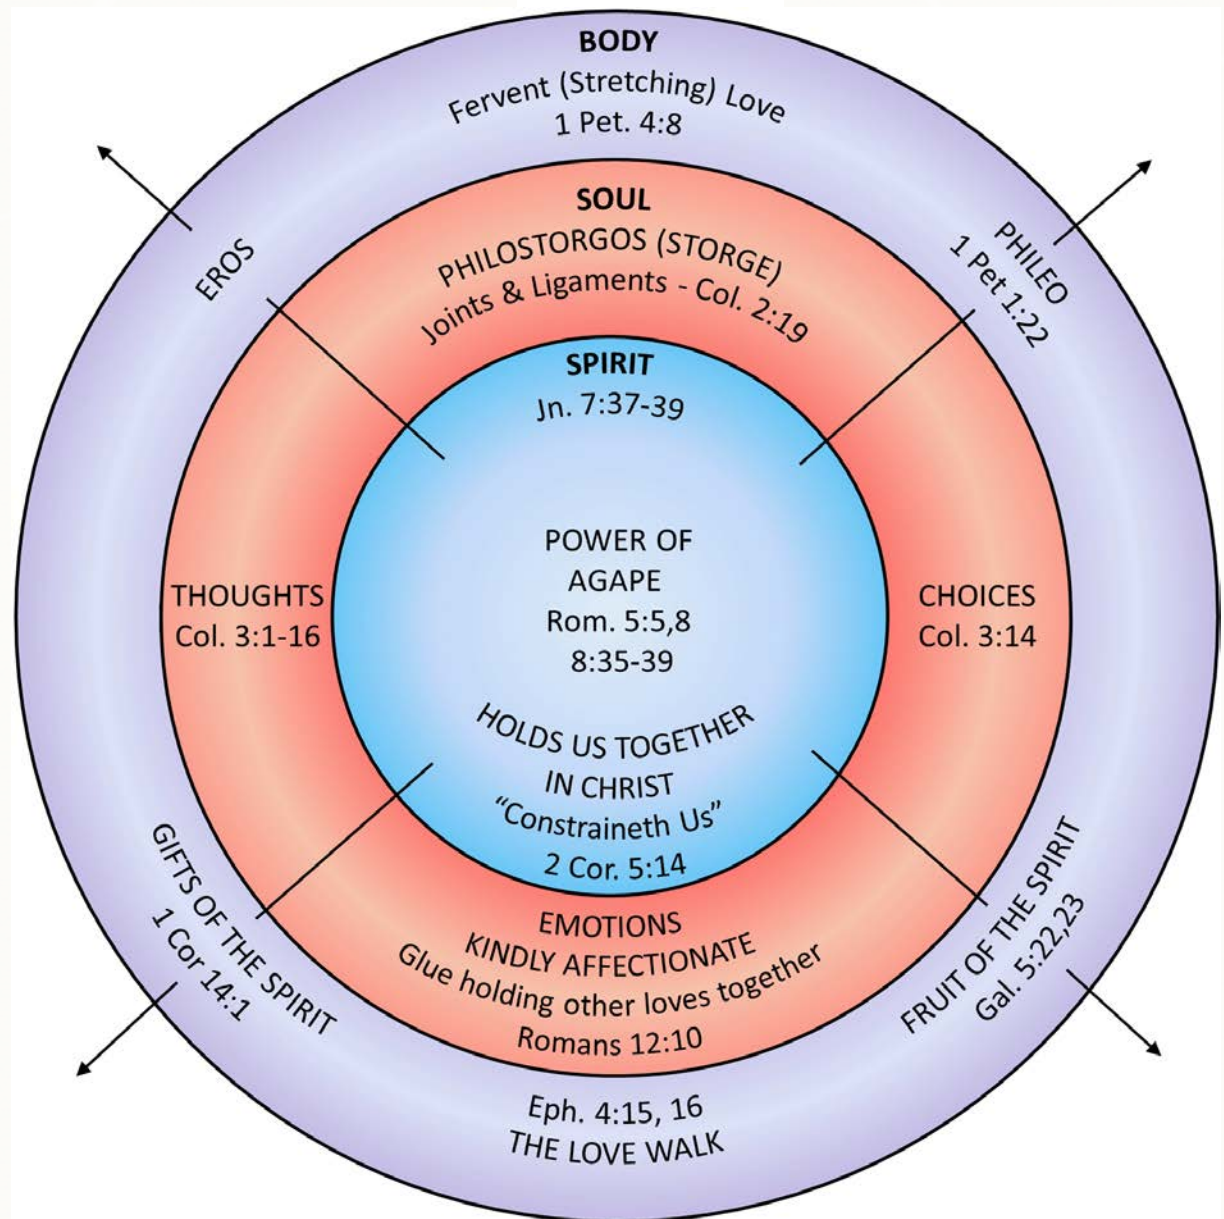 BODY
Fervent (Stretching) Love
1 Pet. 4:8
EROS
PHILEO
1 Pet 1:22
SOUL
PHILOSTORGOS (STORGE)
Joints & Ligaments - Col. 2:19
SPIRIT
Jn. 7:37-39
POWER OF
AGAPE
Rom. 5:5,8
8:35-39
THOUGHTS
Col. 3:1-16
CHOICES
Col. 3:14
HOLDS US TOGETHER
IN CHRIST
“Constraineth Us”
2 Cor. 5:14
EMOTIONS
KINDLY AFFECTIONATE
Glue holding other loves together
Romans 12:10
GIFTS OF THE SPIRIT
1 Cor 14:1
FRUIT OF THE SPIRIT
Gal. 5:22,23
Eph. 4:15, 16
THE LOVE WALK